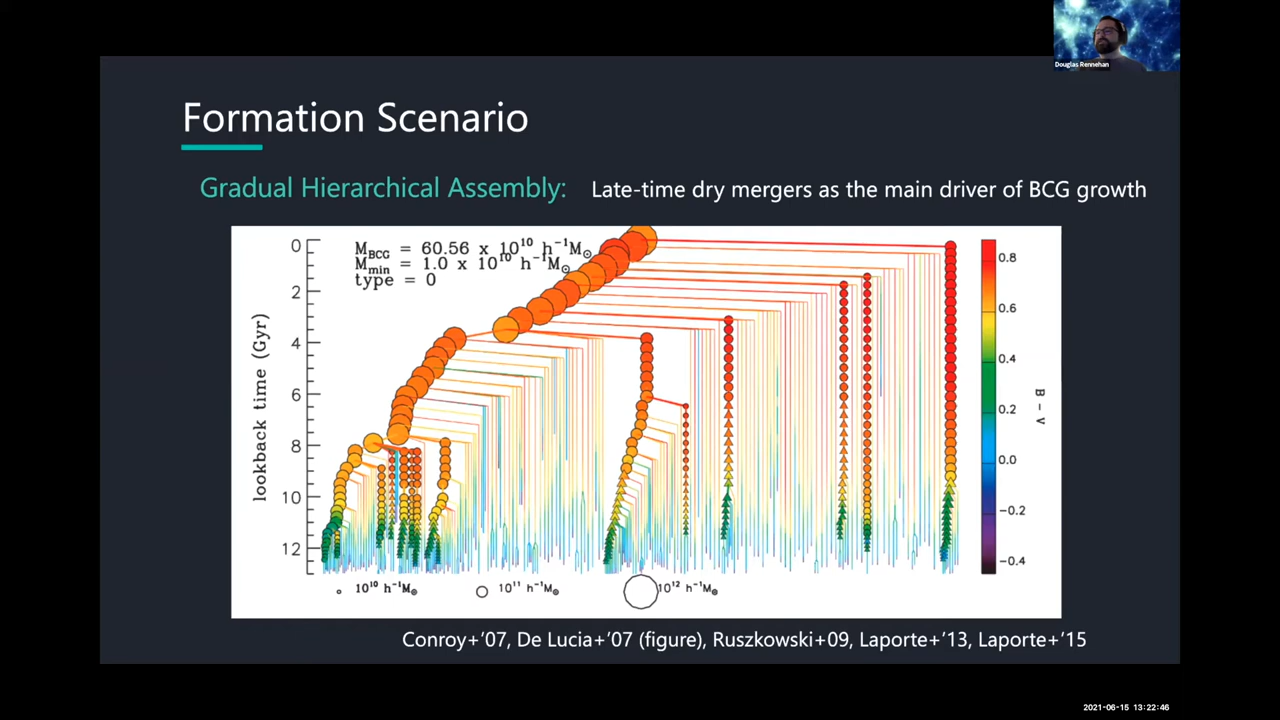 Douglas Rennehan
Formation Scenario
Gradual Hierarchical Assembly: Late-time dry mergers as the main driver of BCG growth
M_BCG = 60.56 x 10^10 h^-1 M_⊙
M_min = 1.0 x 10^10 h^-1 M_⊙
type = 0
lookback time (Gyr)
0
2
4
6
8
10
12
0.8
0.6
0.4
0.2
0.0
-0.2
-0.4
B - V
10^10 h^-1 M_⊙
10^11 h^-1 M_⊙
10^12 h^-1 M_⊙
Conroy+'07, De Lucia+'07 (figure), Ruszkowski+09, Laporte+'13, Laporte+'15
2021-06-15 13:22:46